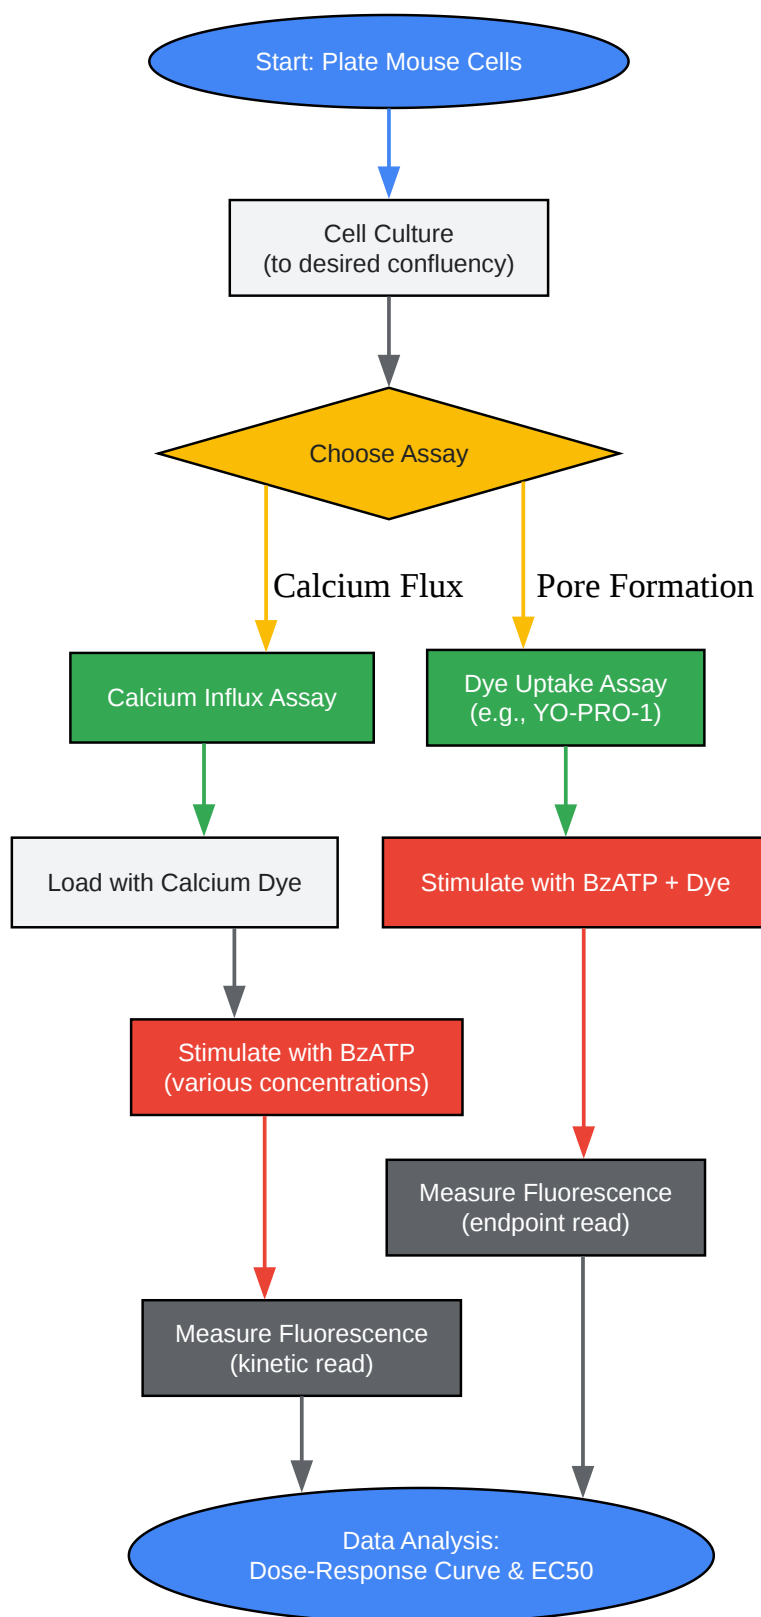 Start: Plate Mouse Cells
Cell Culture
(to desired confluency)
Choose Assay
Calcium Flux
Pore Formation
Calcium Influx Assay
Dye Uptake Assay
(e.g., YO-PRO-1)
Load with Calcium Dye
Stimulate with BzATP + Dye
Stimulate with BzATP
(various concentrations)
Measure Fluorescence
(endpoint read)
Measure Fluorescence
(kinetic read)
Data Analysis:
Dose-Response Curve & EC50